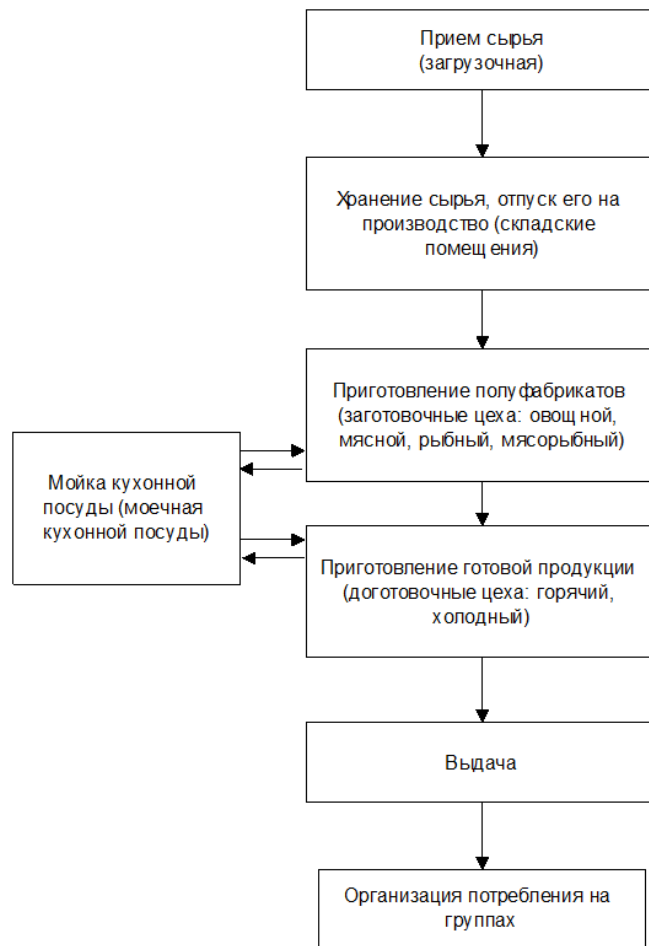 Прием сырья
(загрузочная)
Хранение сырья, отпуск его на
производство (складские
помещения)
Приготовление полуфабрикатов
(заготовочные цеха: овощной,
мясной, рыбный, мясорыбный)
Мойка кухонной
посуды (моечная
кухонной посуды)
Приготовление готовой продукции
(доготовочные цеха: горячий,
холодный)
Выдача
Организация потребления на
группах